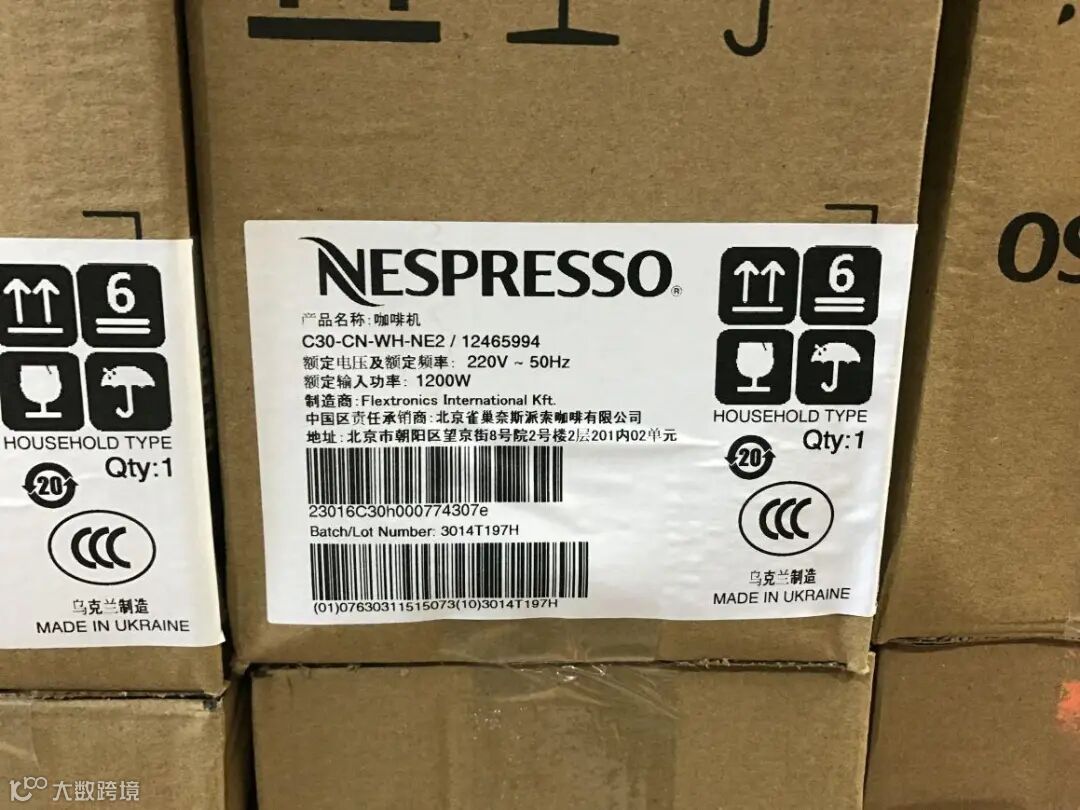 SO
6
HOUSEHOLD TYPE
Qty:1
20
CCC
乌克兰制造
MADE IN UKRAINE
NESPRESSO®
产品名称:咖啡机
C30-CN-WH-NE2 / 12465994
额定电压及额定频率: 220V ~ 50Hz
额定输入功率: 1200W
制造商:Flextronics International Kft.
中国区责任承销商:北京雀巢奈斯派索咖啡有限公司
地址:北京市朝阳区望京街8号院2号楼2层201内02单元
23016C30h000774307e
Batch/Lot Number: 3014T197H
(01)07630311515073(10)3014T197H
6
HOUSEHOLD TYPE
Qty:1
20
CCC
乌克兰制造
MADE IN UKRAINE
大数跨境